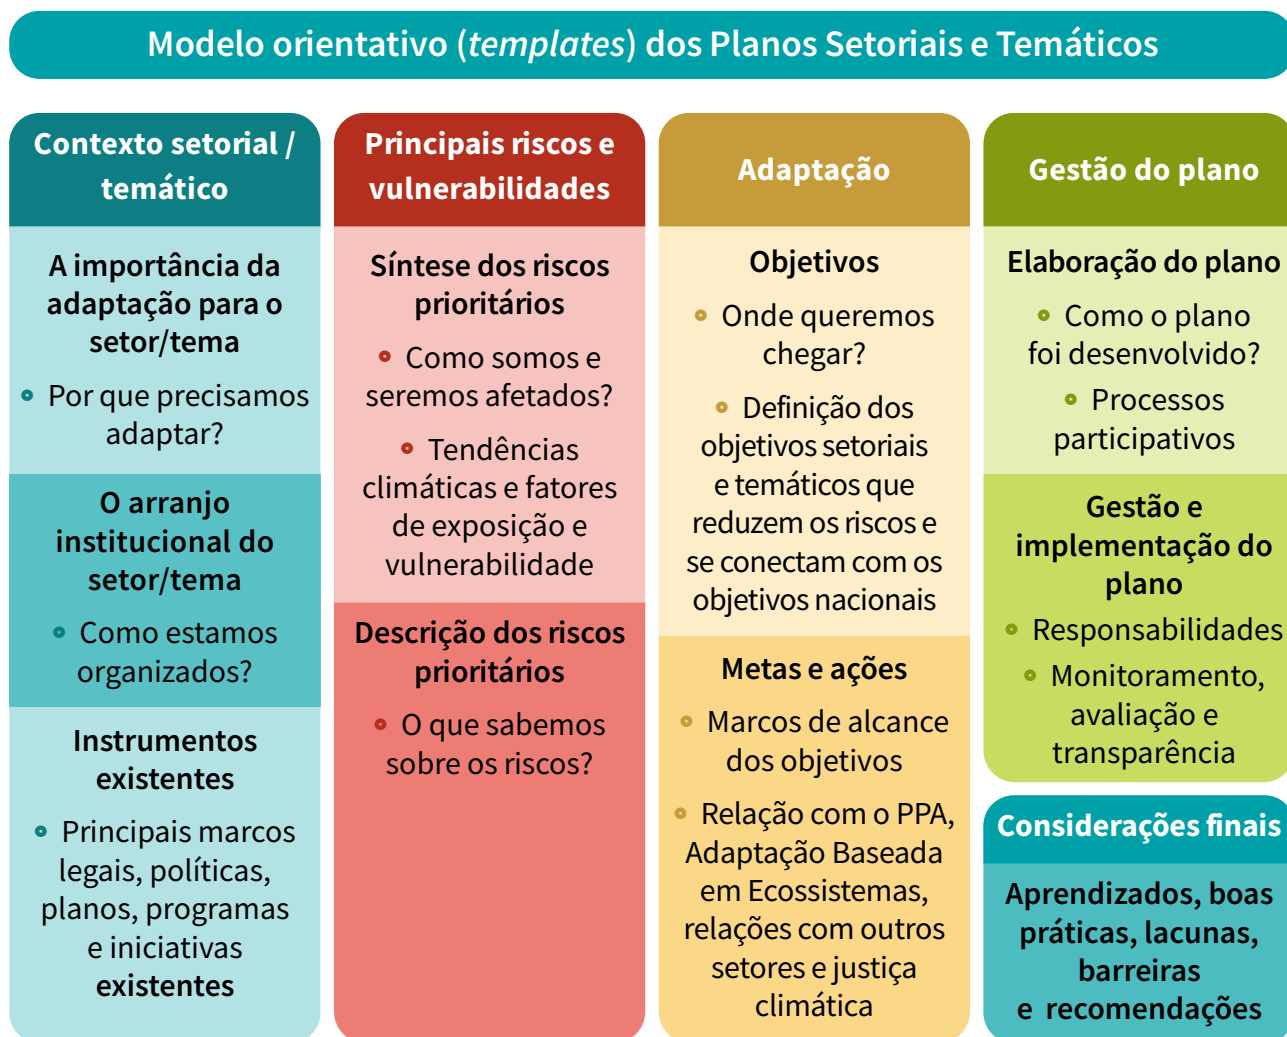 Modelo orientativo (templates) dos Planos Setoriais e Temáticos
Contexto setorial /
temático
A importância da
adaptação para o
setor/tema
Por que precisamos
adaptar?
O arranjo
institucional do
setor/tema
Como estamos
organizados?
Instrumentos
existentes
Principais marcos
legais, políticas,
planos, programas
e iniciativas
existentes
Principais riscos e
vulnerabilidades
Síntese dos riscos
prioritários
Como somos e
seremos afetados?
Tendências
climáticas e fatores
de exposição e
vulnerabilidade
Descrição dos riscos
prioritários
O que sabemos
sobre os riscos?
Adaptação
Objetivos
Onde queremos
chegar?
Definição dos
objetivos setoriais
e temáticos que
reduzem os riscos e
se conectam com os
objetivos nacionais
Metas e ações
Marcos de alcance
dos objetivos
Relação com o PPA,
Adaptação Baseada
em Ecossistemas,
relações com outros
setores e justiça
climática
Gestão do plano
Elaboração do plano
Como o plano
foi desenvolvido?
Processos
participativos
Gestão e
implementação do
plano
Responsabilidades
Monitoramento,
avaliação e
transparência
Considerações finais
Aprendizados, boas
práticas, lacunas,
barreiras
e recomendações